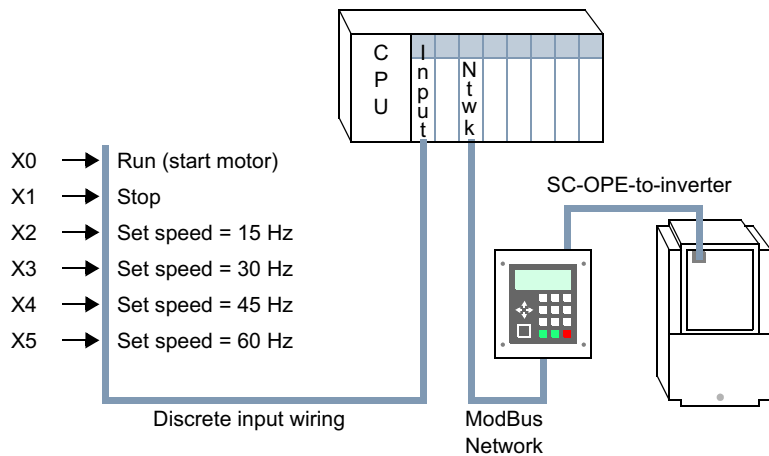 CPU
Input
Ntwk
X0 Run (start motor)
X1 Stop
X2 Set speed = 15 Hz
X3 Set speed = 30 Hz
X4 Set speed = 45 Hz
X5 Set speed = 60 Hz
SC-OPE-to-inverter
Discrete input wiring
ModBus
Network